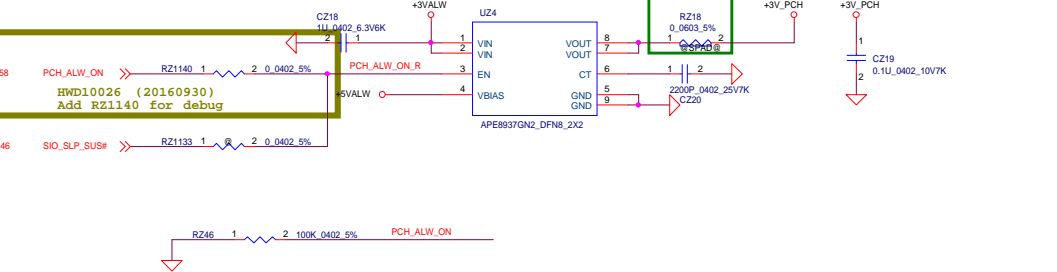 +3VALW
+3V_PCH
+3V_PCH
CZ18
1U_0402_6.3V6K
2 1
UZ4
RZ18
0_0603_5%
1 2
@SPAD@
1 VIN
2 VIN
3 EN
4 VBIAS
VOUT 8
VOUT 7
CT 6
GND 5
GND 9
APE8937GN2_DFN8_2X2
1
CZ19
0.1U_0402_10V7K
2
58 PCH_ALW_ON RZ1140 1 2 0_0402_5% PCH_ALW_ON_R
1 2
2200P_0402_25V7K
CZ20
HWD10026 (20160930)
Add RZ1140 for debug
+5VALW
46 SIO_SLP_SUS# RZ1133 1 @ 2 0_0402_5%
RZ46 1 2 100K_0402_5% PCH_ALW_ON